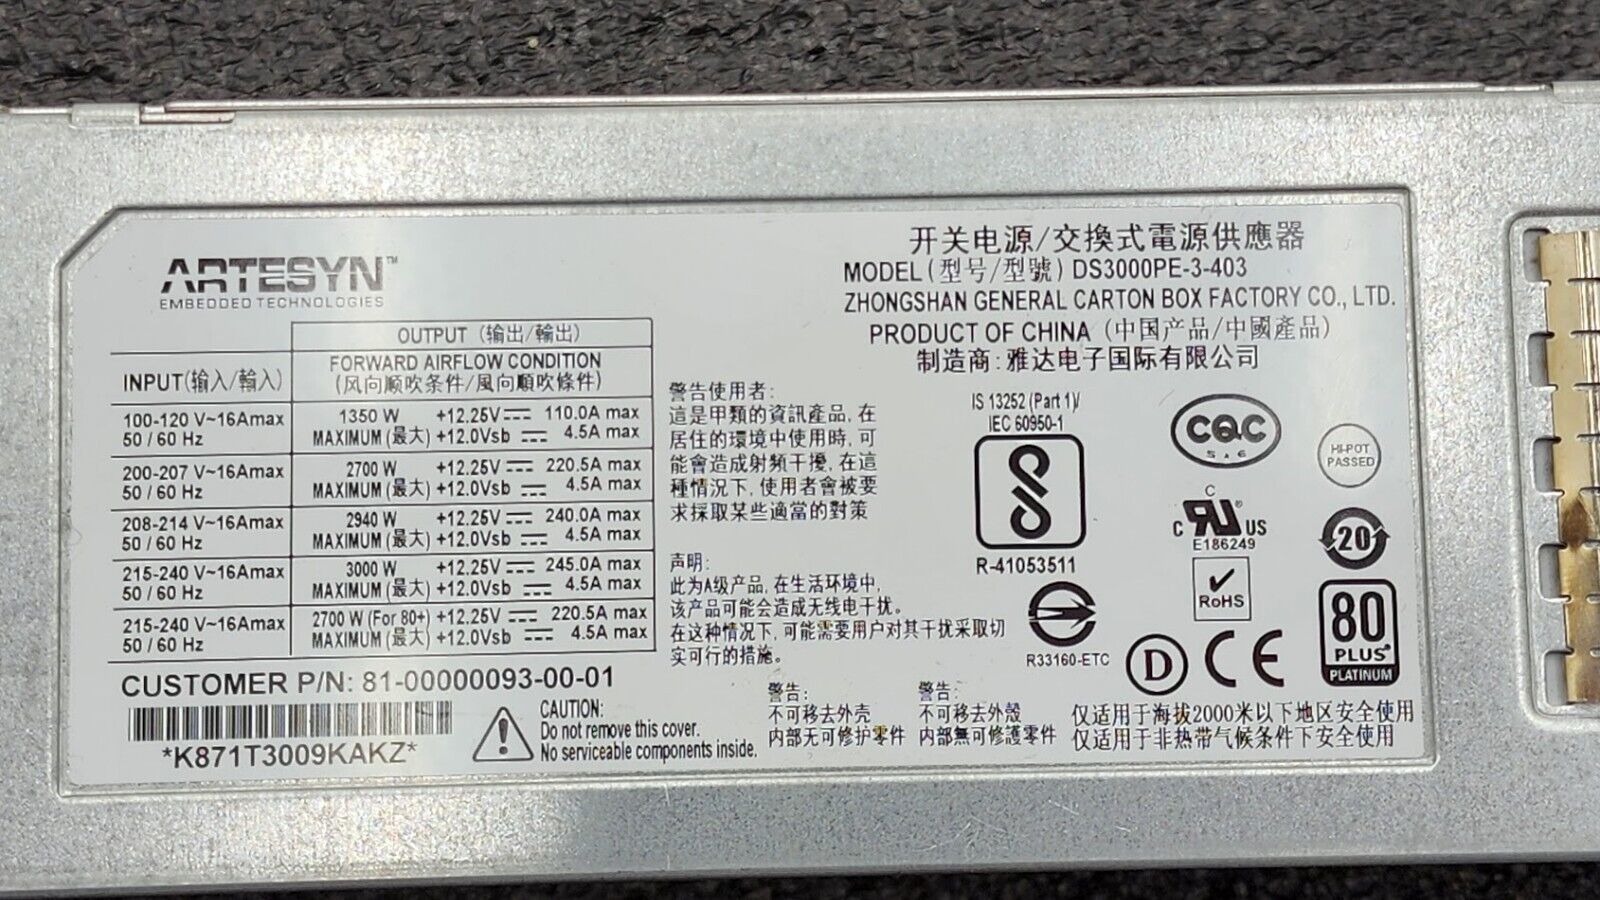 ARTESYN™
EMBEDDED TECHNOLOGIES
OUTPUT (输出/輸出)
INPUT(输入/輸入)
FORWARD AIRFLOW CONDITION
(风向顺吹条件/風向順吹條件)
100-120 V~16Amax
50 / 60 Hz
1350 W +12.25V⎓ 110.0A max
MAXIMUM (最大) +12.0Vsb ⎓ 4.5A max
200-207 V~16Amax
50 / 60 Hz
2700 W +12.25V⎓ 220.5A max
MAXIMUM (最大) +12.0Vsb ⎓ 4.5A max
208-214 V~16Amax
50 / 60 Hz
2940 W +12.25V⎓ 240.0A max
MAXIMUM (最大) +12.0Vsb ⎓ 4.5A max
215-240 V~16Amax
50 / 60 Hz
3000 W +12.25V⎓ 245.0A max
MAXIMUM (最大) +12.0Vsb ⎓ 4.5A max
215-240 V~16Amax
50 / 60 Hz
2700 W (For 80+) +12.25V⎓ 220.5A max
MAXIMUM (最大) +12.0Vsb ⎓ 4.5A max
CUSTOMER P/N: 81-00000093-00-01
*K871T3009KAKZ*
CAUTION:
Do not remove this cover.
No serviceable components inside.
开关电源/交換式電源供應器
MODEL (型号/型號) DS3000PE-3-403
ZHONGSHAN GENERAL CARTON BOX FACTORY CO., LTD.
PRODUCT OF CHINA (中国产品/中國產品)
制造商: 雅达电子国际有限公司
警告使用者:
這是甲類的資訊產品, 在
居住的環境中使用時, 可
能會造成射頻干擾, 在這
種情況下, 使用者會被要
求採取某些適當的對策
声明:
此为A级产品, 在生活环境中,
该产品可能会造成无线电干扰。
在这种情况下, 可能需要用户对其干扰采取切
实可行的措施。
IS 13252 (Part 1)/
IEC 60950-1
R-41053511
R33160-ETC
CQC
S & E
C
C RU® US
E186249
RoHS
HI-POT
PASSED
20
D
CE
80
PLUS®
PLATINUM
警告:
不可移去外壳
内部无可修护零件
警告:
不可移去外殼
內部無可修護零件
仅适用于海拔2000米以下地区安全使用
仅适用于非热带气候条件下安全使用